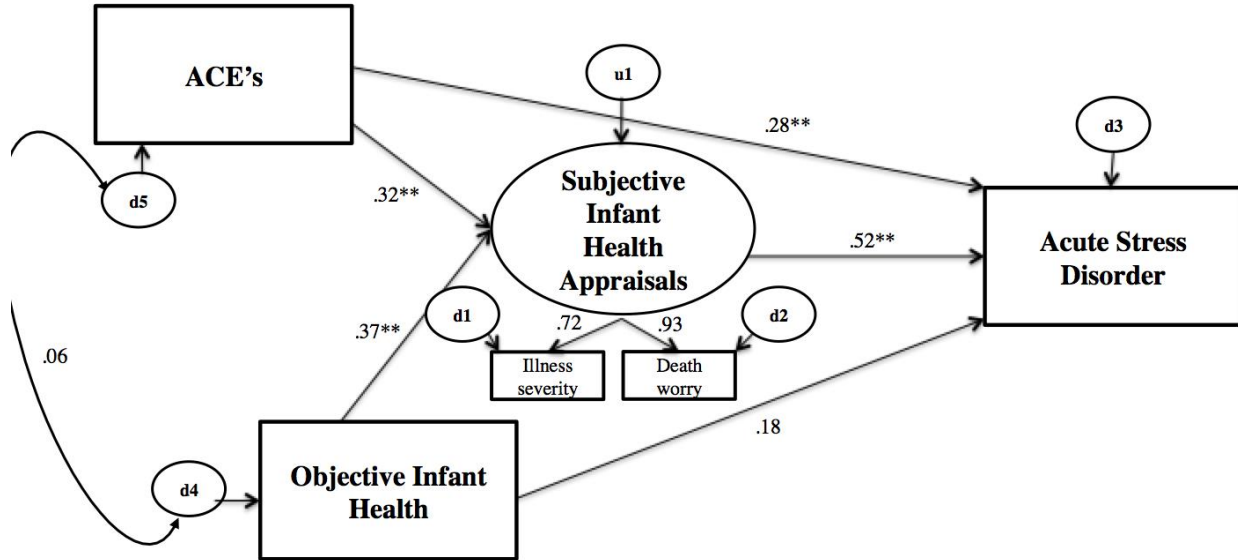 ACE's
u1
.28**
d3
d5
.32**
Subjective
Infant
Health
Appraisals
.52**
Acute Stress
Disorder
d1
d2
.72
.93
.37**
.06
Illness
severity
Death
worry
.18
d4
Objective Infant
Health